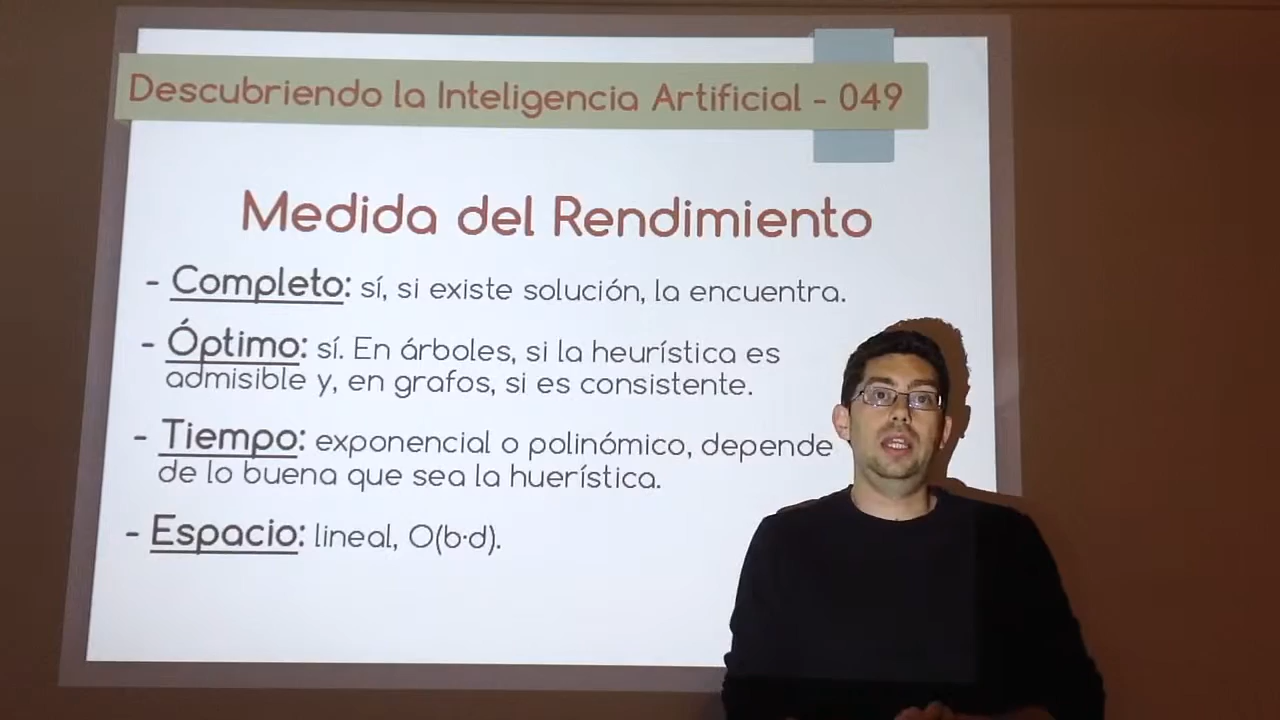 Descubriendo la Inteligencia Artificial - 049
Medida del Rendimiento
- Completo: sí, si existe solución, la encuentra.
- Óptimo: sí. En árboles, si la heurística es
admisible y, en grafos, si es consistente.
- Tiempo: exponencial o polinómico, depende
de lo buena que sea la huerística.
- Espacio: lineal, O(b·d).